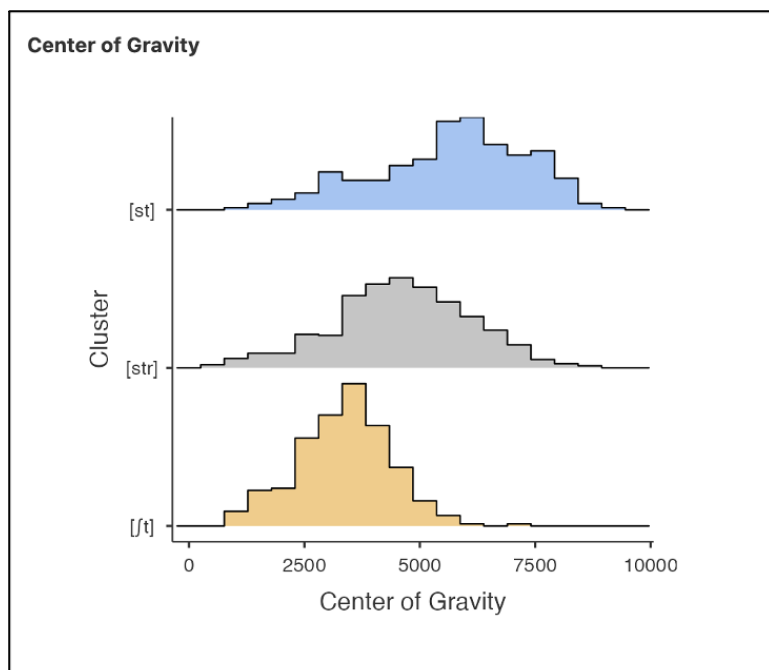 Center of Gravity
[st]
[str]
[ʃt]
Cluster
0 2500 5000 7500 10000
Center of Gravity